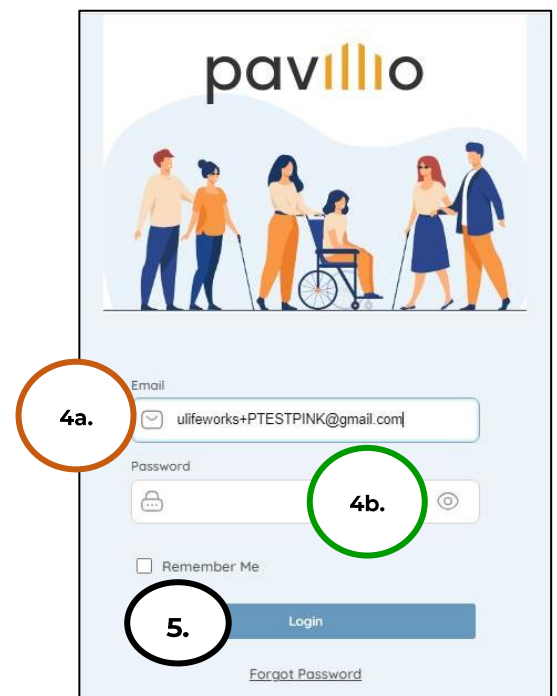 pavillio
Email
4a.
ulifeworks+PTESTPINK@gmail.com
Password
4b.
Remember Me
5.
Login
Forgot Password